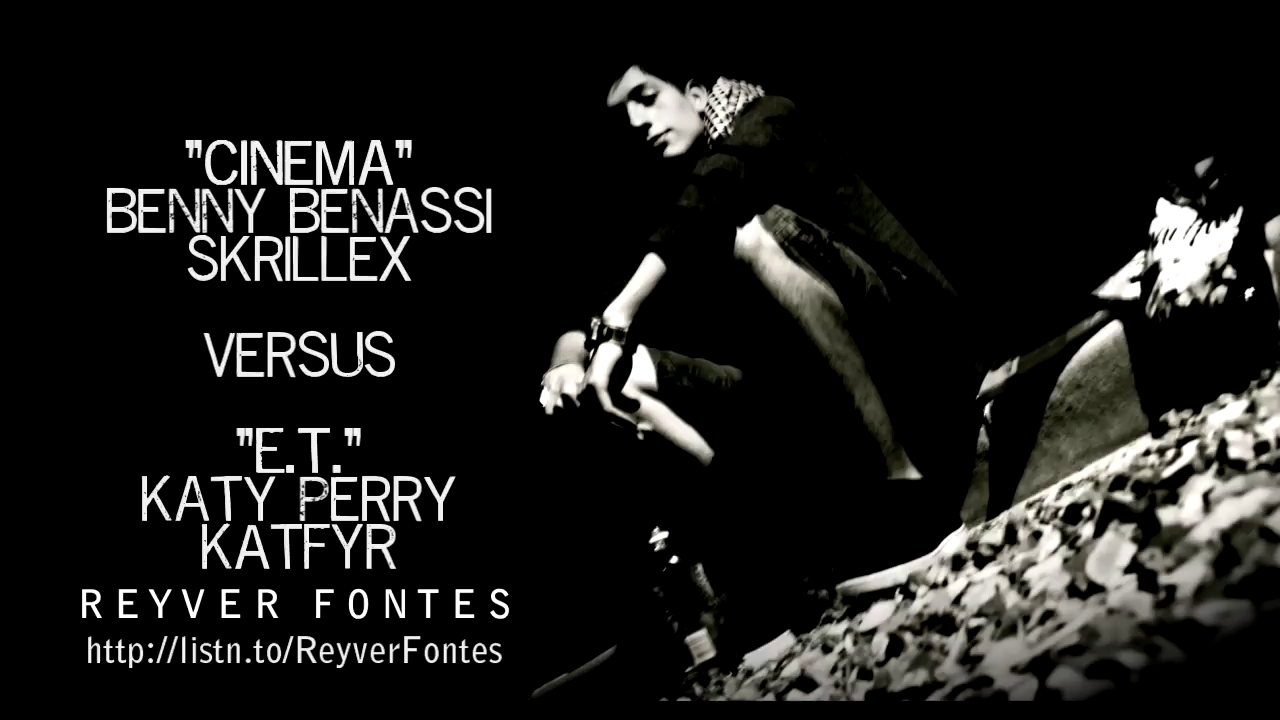 "CINEMA"
BENNY BENASSI
SKRILLEX
VERSUS
"E.T."
KATY PERRY
KATFYR
REYVER FONTES
http://listn.to/ReyverFontes